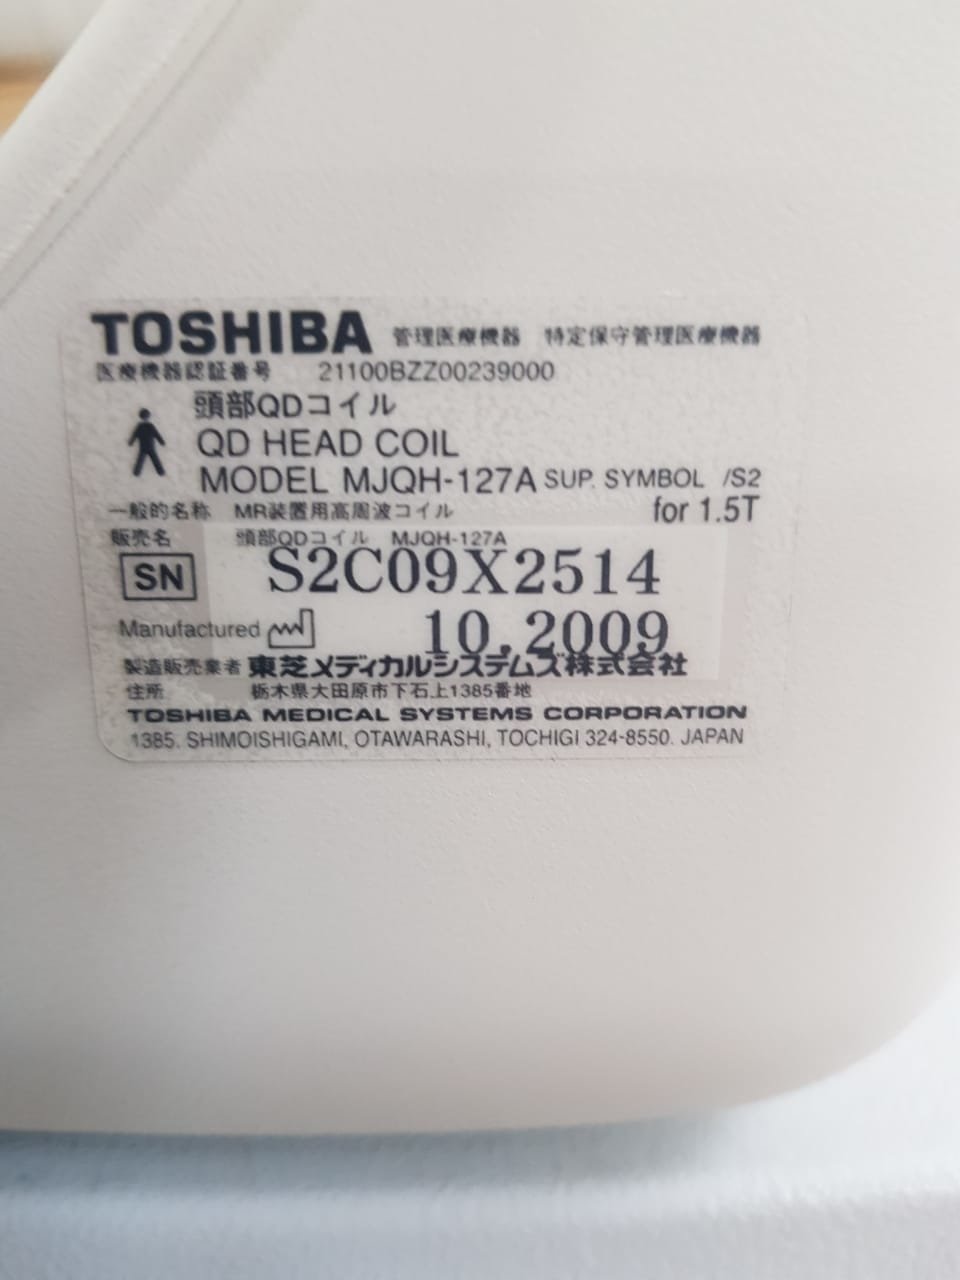 TOSHIBA 管理医療機器 特定保守管理医療機器
医療機器認証番号 21100BZZ00239000
頭部QDコイル
QD HEAD COIL
MODEL MJQH-127A SUP. SYMBOL /S2
for 1.5T
一般的名称 MR装置用高周波コイル
販売名 頭部QDコイル MJQH-127A
SN S2C09X2514
Manufactured 10.2009
製造販売業者 東芝メディカルシステムズ株式会社
住所 栃木県大田原市下石上1385番地
TOSHIBA MEDICAL SYSTEMS CORPORATION
1385. SHIMOISHIGAMI, OTAWARASHI, TOCHIGI 324-8550. JAPAN